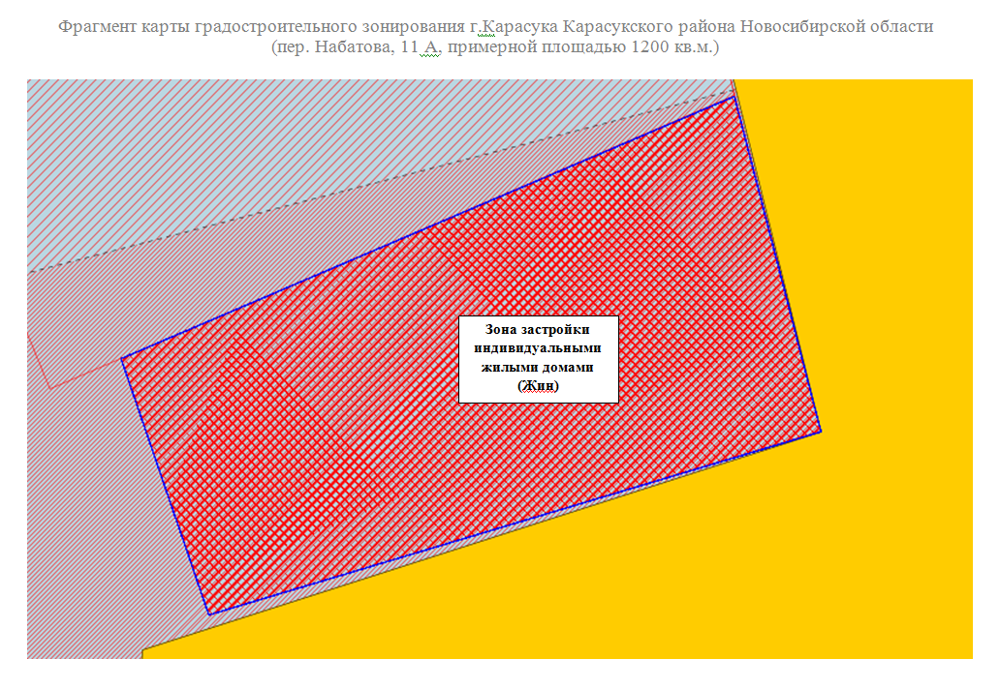 Фрагмент карты градостроительного зонирования г.Карасука Карасукского района Новосибирской области
(пер. Набатова, 11 А, примерной площадью 1200 кв.м.)
Зона застройки
индивидуальными
жилыми домами
(Жин)